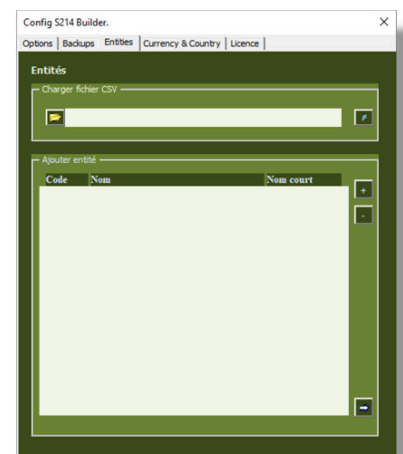 Config S214 Builder.
Options Backups Entities Currency & Country Licence
Entités
Charger fichier CSV
Ajouter entité
Code Nom Nom court
+
-